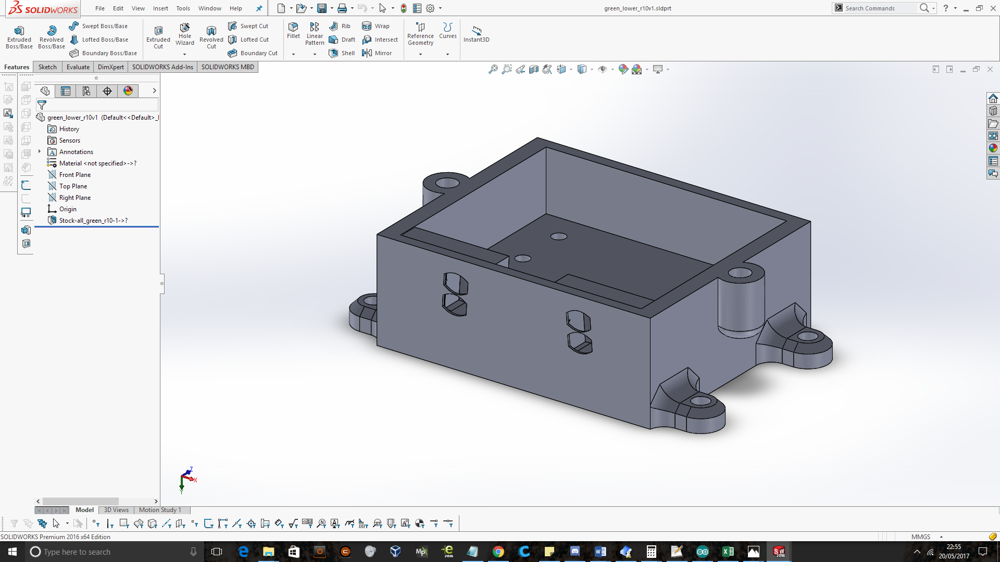 SOLIDWORKS File Edit View Insert Tools Window Help green_lower_r10v1.sldprt Search Commands ?
Extruded Boss/Base
Revolved Boss/Base
Swept Boss/Base
Lofted Boss/Base
Boundary Boss/Base
Extruded Cut
Hole Wizard
Revolved Cut
Swept Cut
Lofted Cut
Boundary Cut
Fillet
Linear Pattern
Rib
Draft
Shell
Wrap
Intersect
Mirror
Reference Geometry
Curves
Instant3D
Features Sketch Evaluate DimXpert SOLIDWORKS Add-Ins SOLIDWORKS MBD
green_lower_r10v1 (Default<<Default>_
History
Sensors
Annotations
Material <not specified>->?
Front Plane
Top Plane
Right Plane
Origin
Stock-all_green_r10-1->?
Z
X
Y
Model 3D Views Motion Study 1
SOLIDWORKS Premium 2016 x64 Edition MMGS
Type here to search
22:55
20/05/2017